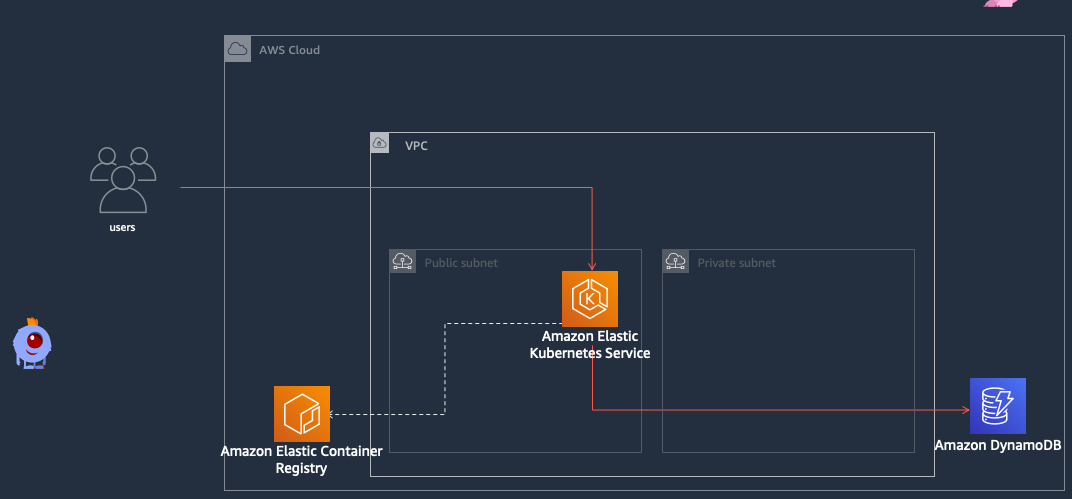 AWS Cloud
VPC
users
Public subnet
Private subnet
K
Amazon Elastic
Kubernetes Service
Amazon Elastic Container
Registry
Amazon DynamoDB